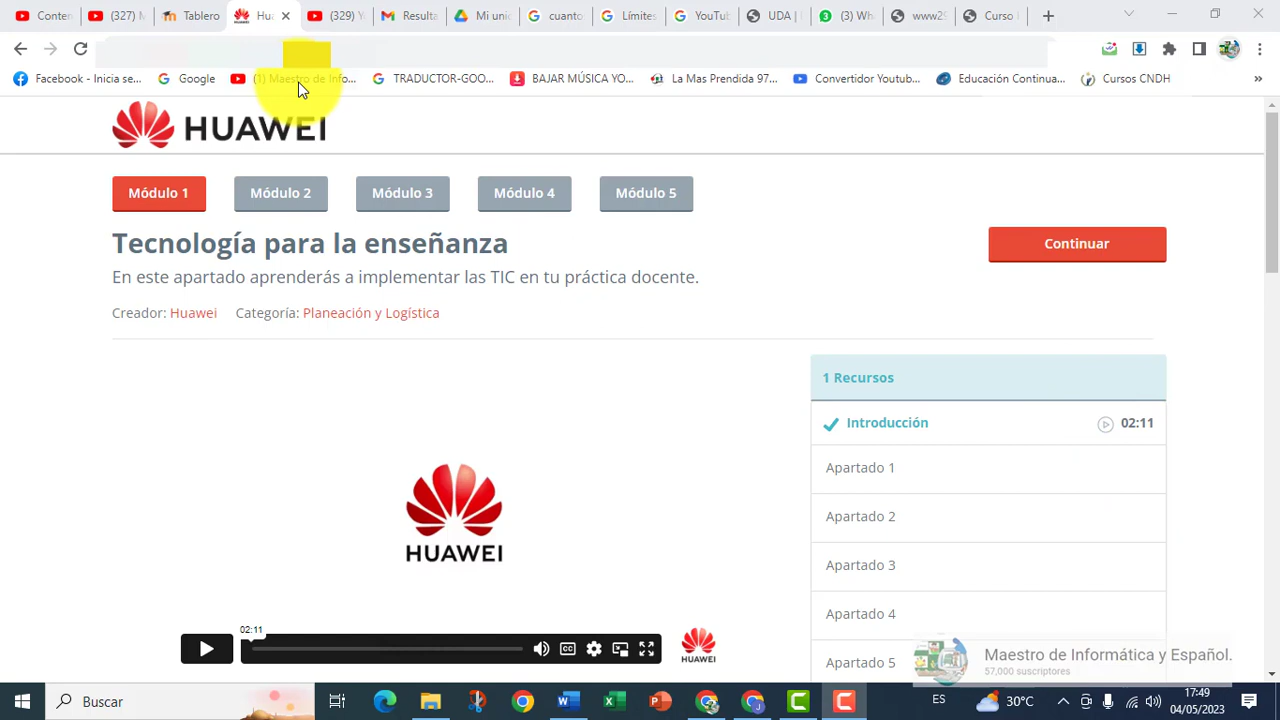 Conten
(327) M
Tablero
Hu
(329) Y
Resulta
Mi uni
cuanto
Límites
YouTub
UDA |
(3) Wh
www.
Curso
Facebook - Inicia se...
Google
(1) Maestro de Info...
TRADUCTOR-GOO...
BAJAR MÚSICA YO...
La Mas Prendida 97...
Convertidor Youtub...
Educación Continua...
Cursos CNDH
HUAWEI
Módulo 1
Módulo 2
Módulo 3
Módulo 4
Módulo 5
Tecnología para la enseñanza
Continuar
En este apartado aprenderás a implementar las TIC en tu práctica docente.
Creador: Huawei Categoría: Planeación y Logística
1 Recursos
Introducción 02:11
Apartado 1
Apartado 2
Apartado 3
Apartado 4
Apartado 5
HUAWEI
02:11
CC
HUAWEI
Maestro de Informática y Español.
57,000 suscriptores
Buscar
ES
30°C
17:49
04/05/2023